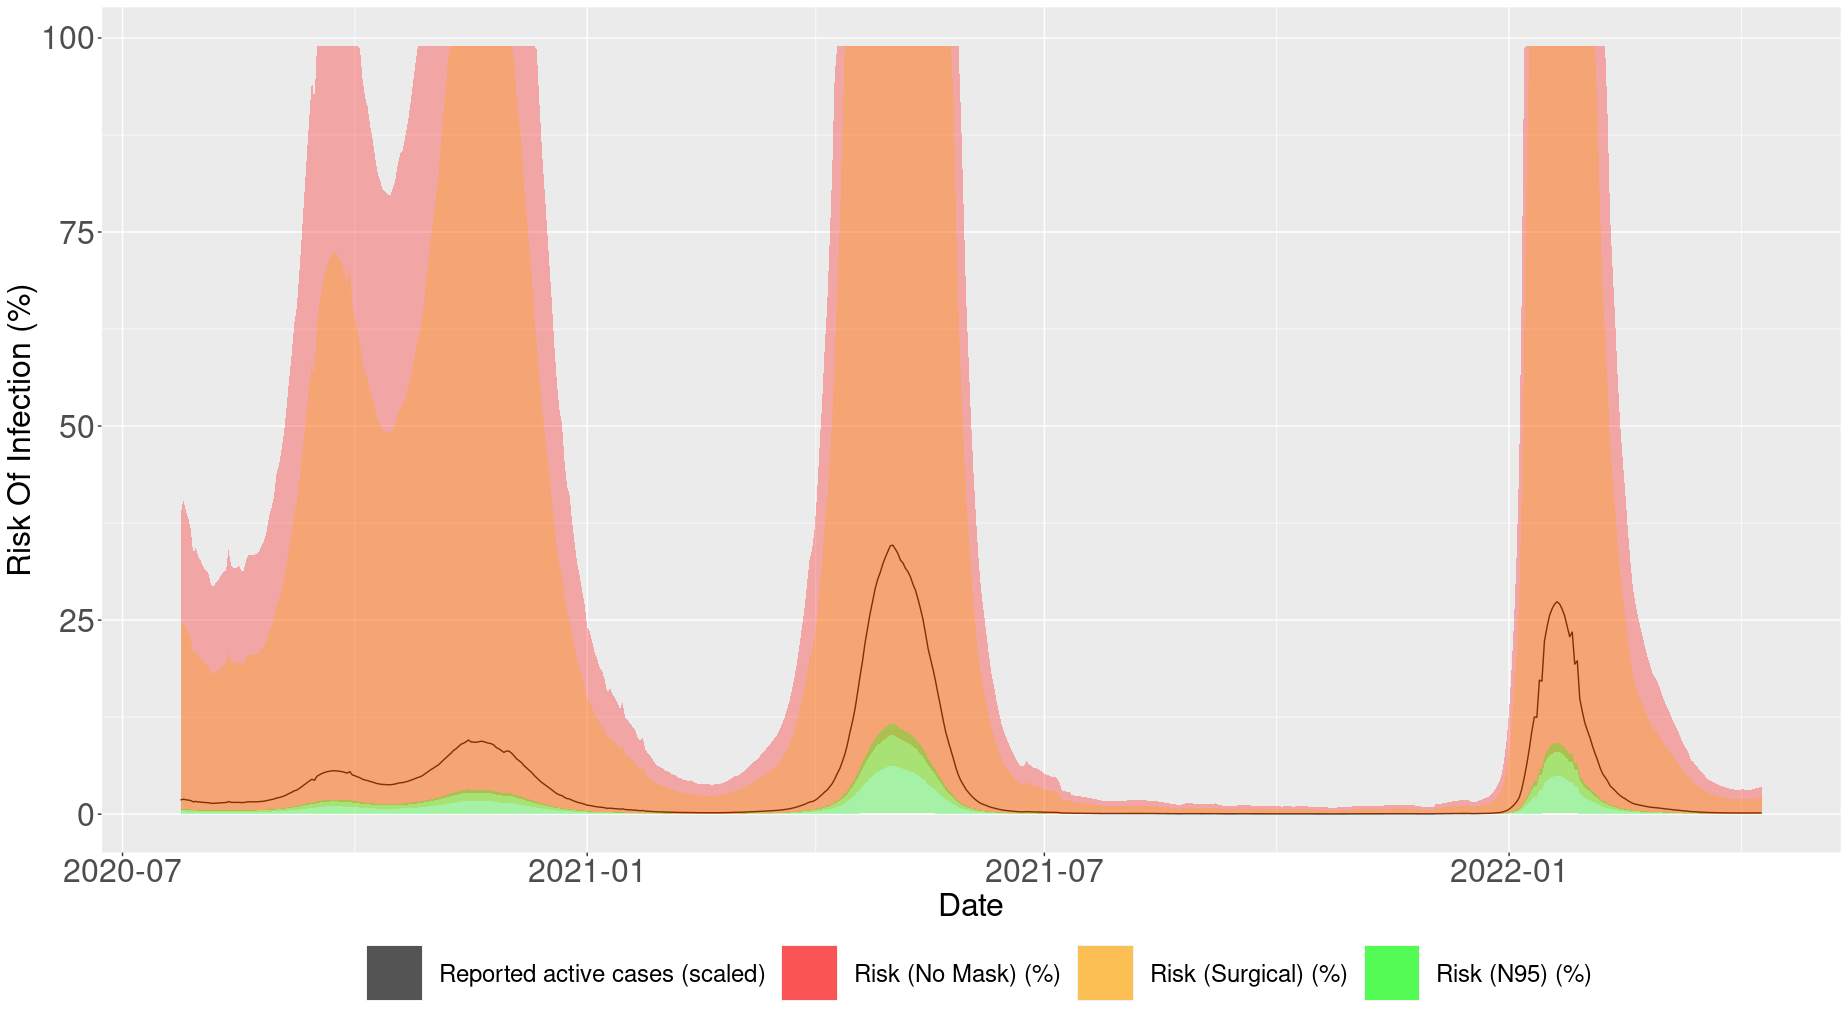 Risk Of Infection (%)
100
75
50
25
0
2020-07 2021-01 2021-07 2022-01
Date
Reported active cases (scaled) Risk (No Mask) (%) Risk (Surgical) (%) Risk (N95) (%)